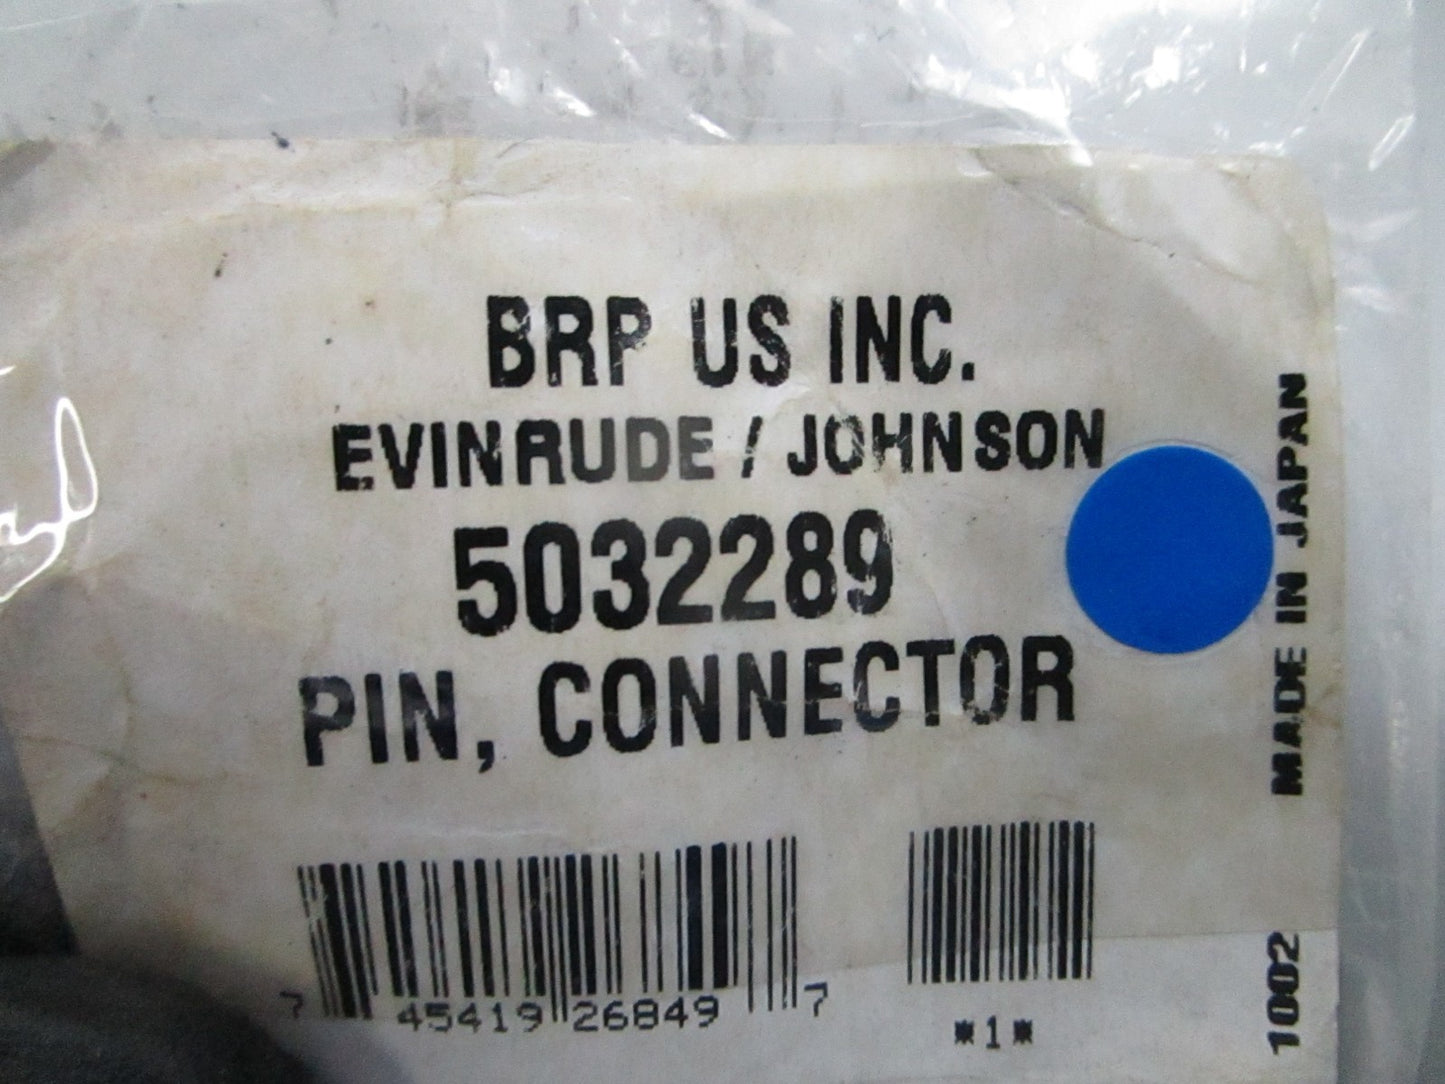 BRP US INC.
EVINRUDE / JOHNSON
5032289
PIN, CONNECTOR
MADE IN JAPAN
7 45419 26849 7
*1*
1002